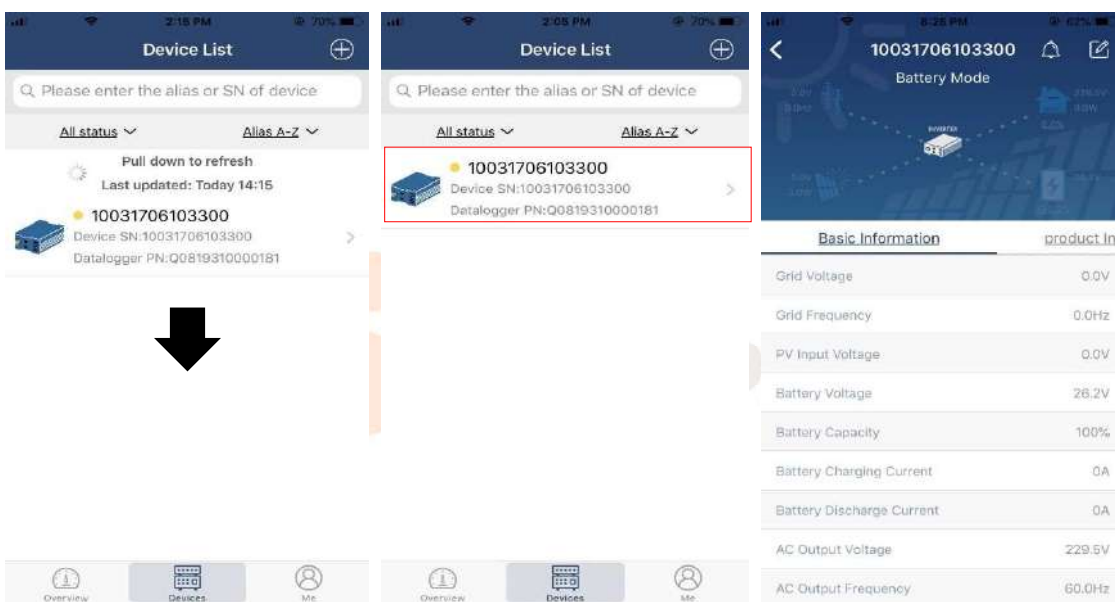 2:15 PM
70%
Device List
Please enter the alias or SN of device
All status
Alias A-Z
Pull down to refresh
Last updated: Today 14:15
10031706103300
Device SN:10031706103300
Datalogger PN:Q0819310000181
Overview
Devices
Me
2:05 PM
70%
Device List
Please enter the alias or SN of device
All status
Alias A-Z
10031706103300
Device SN:10031706103300
Datalogger PN:Q0819310000181
Overview
Devices
Me
62%
10031706103300
Battery Mode
INVERTER
Basic Information
product In
Grid Voltage 0.0V
Grid Frequency 0.0Hz
PV Input Voltage 0.0V
Battery Voltage 26.2V
Battery Capacity 100%
Battery Charging Current 0A
Battery Discharge Current 0A
AC Output Voltage 229.5V
AC Output Frequency 60.0Hz